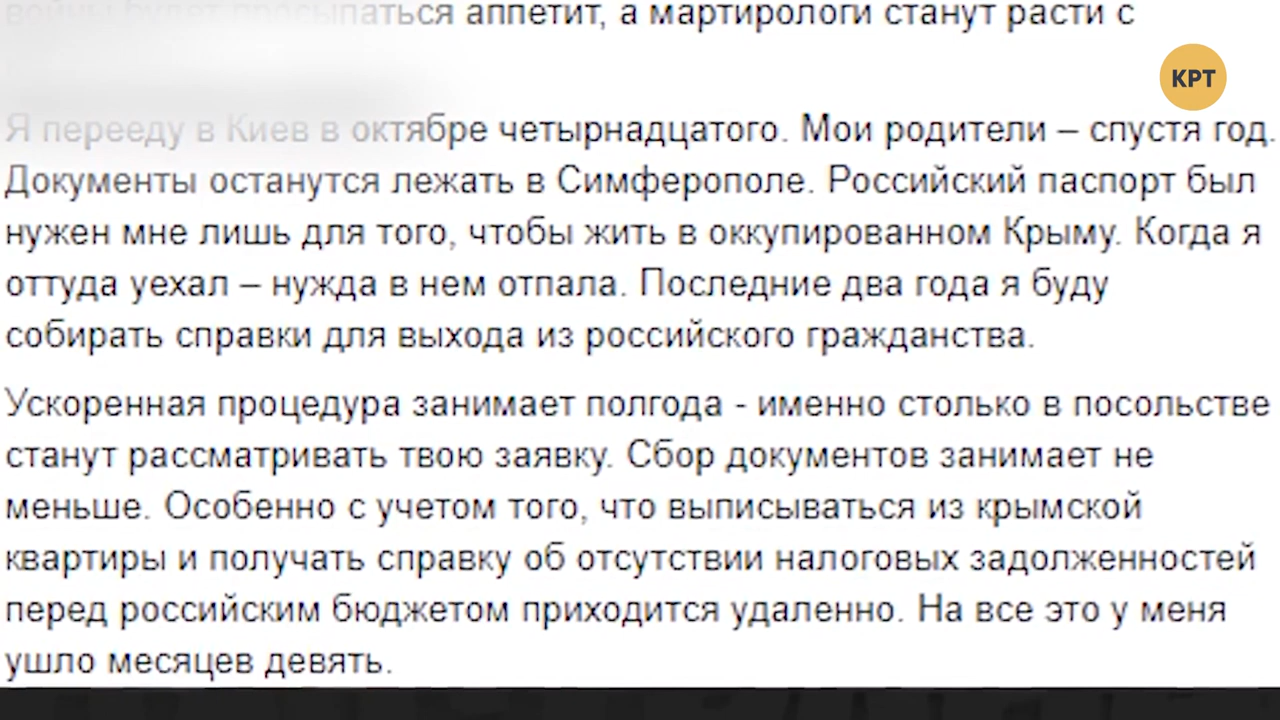 войны будет просыпаться аппетит, а мартирологи станут расти с
КРТ
Я перееду в Киев в октябре четырнадцатого. Мои родители – спустя год.
Документы останутся лежать в Симферополе. Российский паспорт был
нужен мне лишь для того, чтобы жить в оккупированном Крыму. Когда я
оттуда уехал – нужда в нем отпала. Последние два года я буду
собирать справки для выхода из российского гражданства.
Ускоренная процедура занимает полгода - именно столько в посольстве
станут рассматривать твою заявку. Сбор документов занимает не
меньше. Особенно с учетом того, что выписываться из крымской
квартиры и получать справку об отсутствии налоговых задолженностей
перед российским бюджетом приходится удаленно. На все это у меня
ушло месяцев девять.